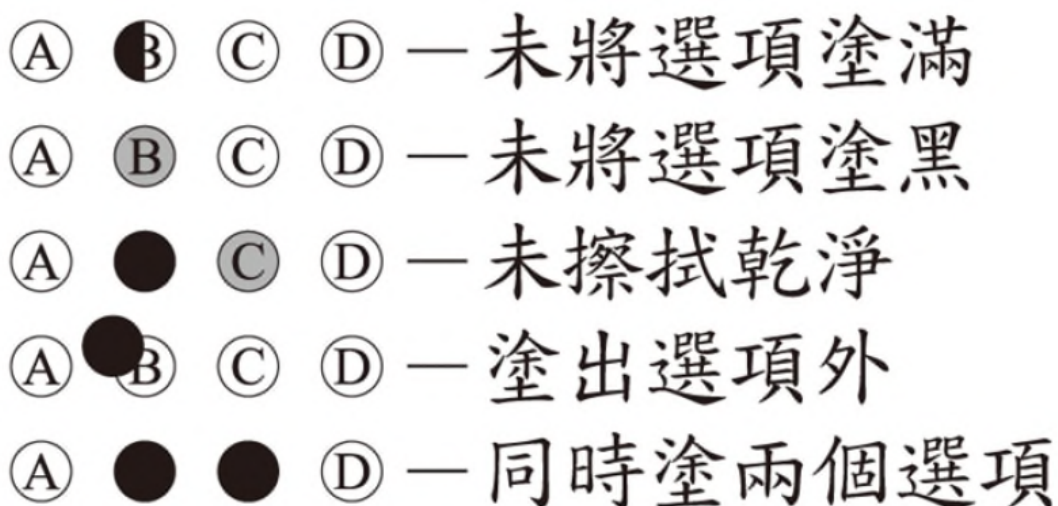 A B C D — 未將選項塗滿
A B C D — 未將選項塗黑
A C D — 未擦拭乾淨
A B C D — 塗出選項外
A D — 同時塗兩個選項